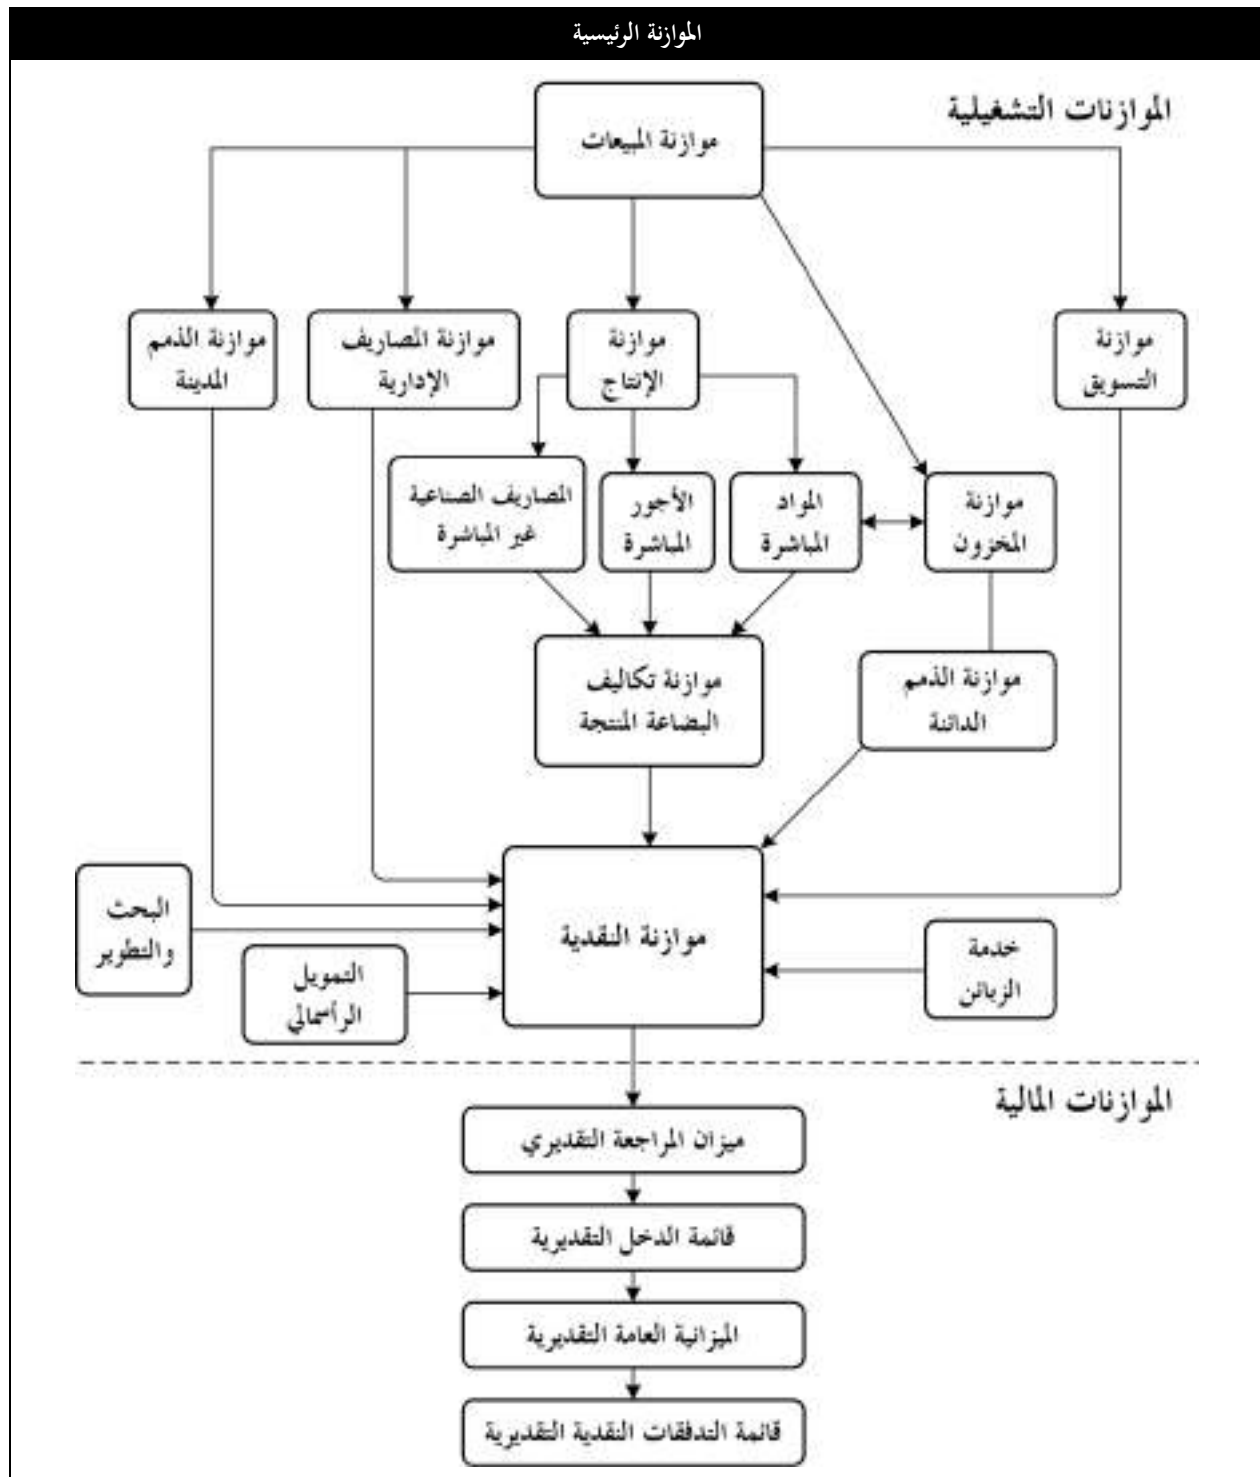 الموازنة الرئيسية
الموازنات التشغيلية
موازنة المبيعات
موازنة
التسويق
موازنة
الإنتاج
موازنة المصاريف
الإدارية
موازنة الذمم
المدينة
موازنة
المخزون
المواد
المباشرة
الأجور
المباشرة
المصاريف الصناعية
غير المباشرة
موازنة الذمم
الدائنة
موازنة تكاليف
البضاعة المنتجة
موازنة النقدية
خدمة
الزبائن
البحث
والتطوير
التمويل
الرأسمالي
الموازنات المالية
ميزان المراجعة التقديري
قائمة الدخل التقديرية
الميزانية العامة التقديرية
قائمة التدفقات النقدية التقديرية